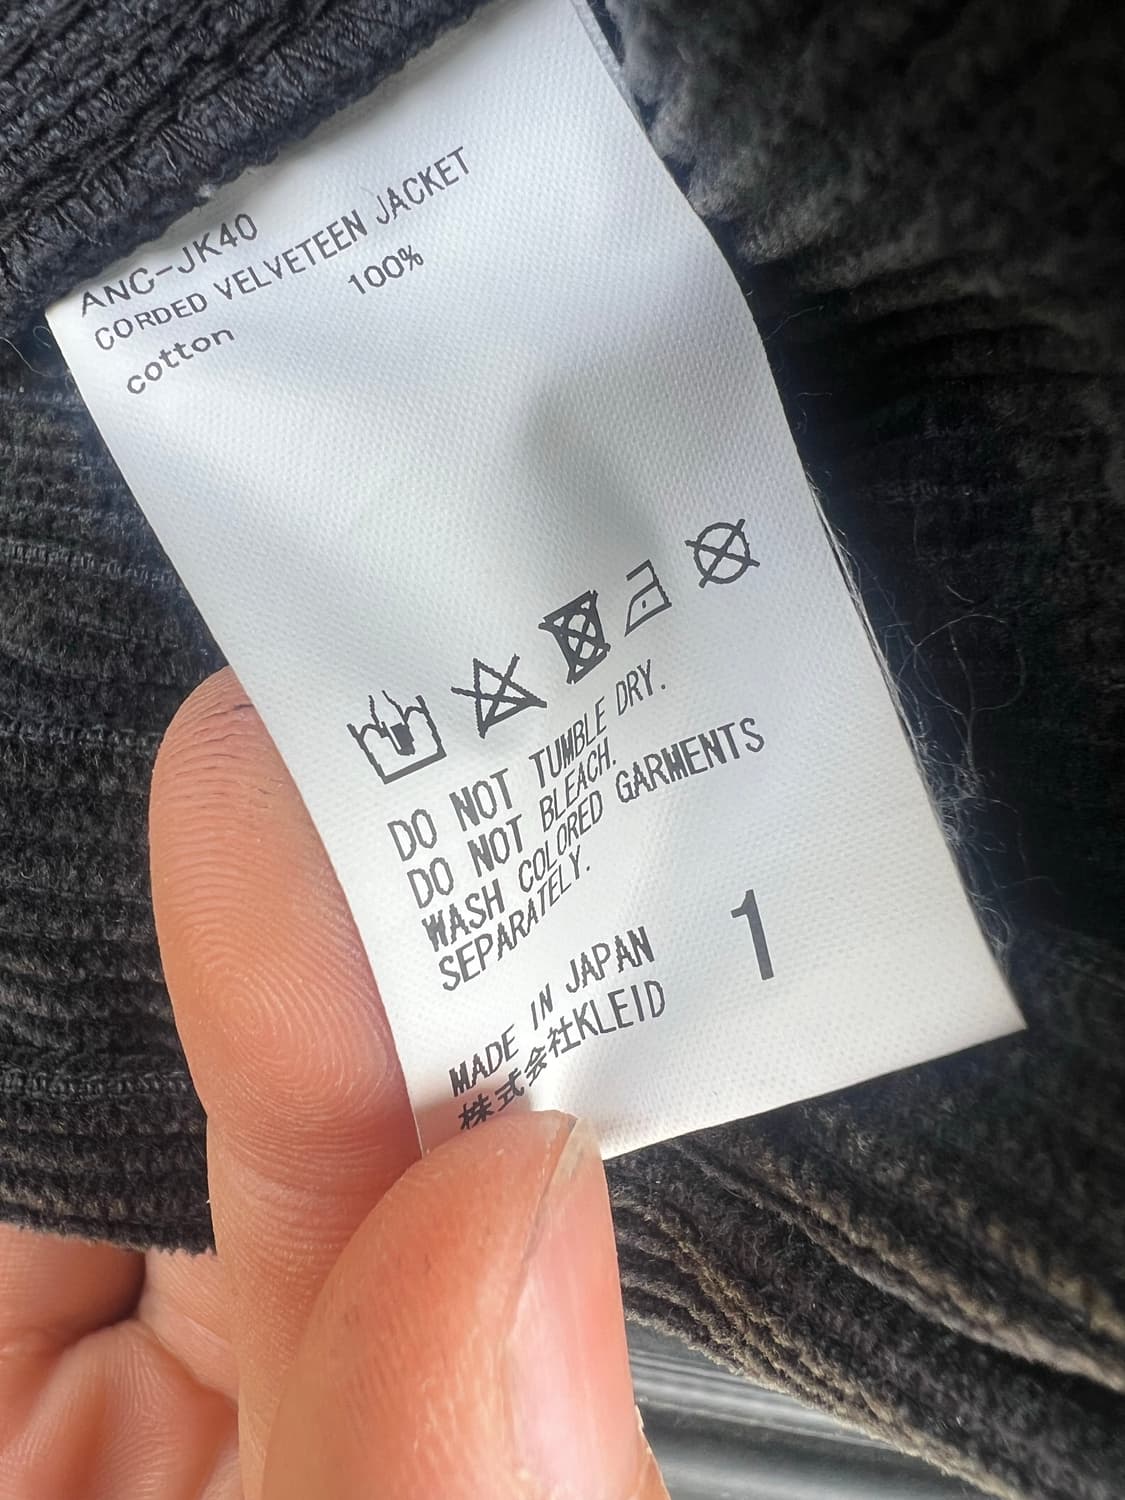 ANC-JK40
CORDED VELVETEEN JACKET
cotton 100%
DO NOT TUMBLE DRY.
DO NOT BLEACH.
WASH COLORED GARMENTS
SEPARATELY.
MADE IN JAPAN
株式会社KLEID
1